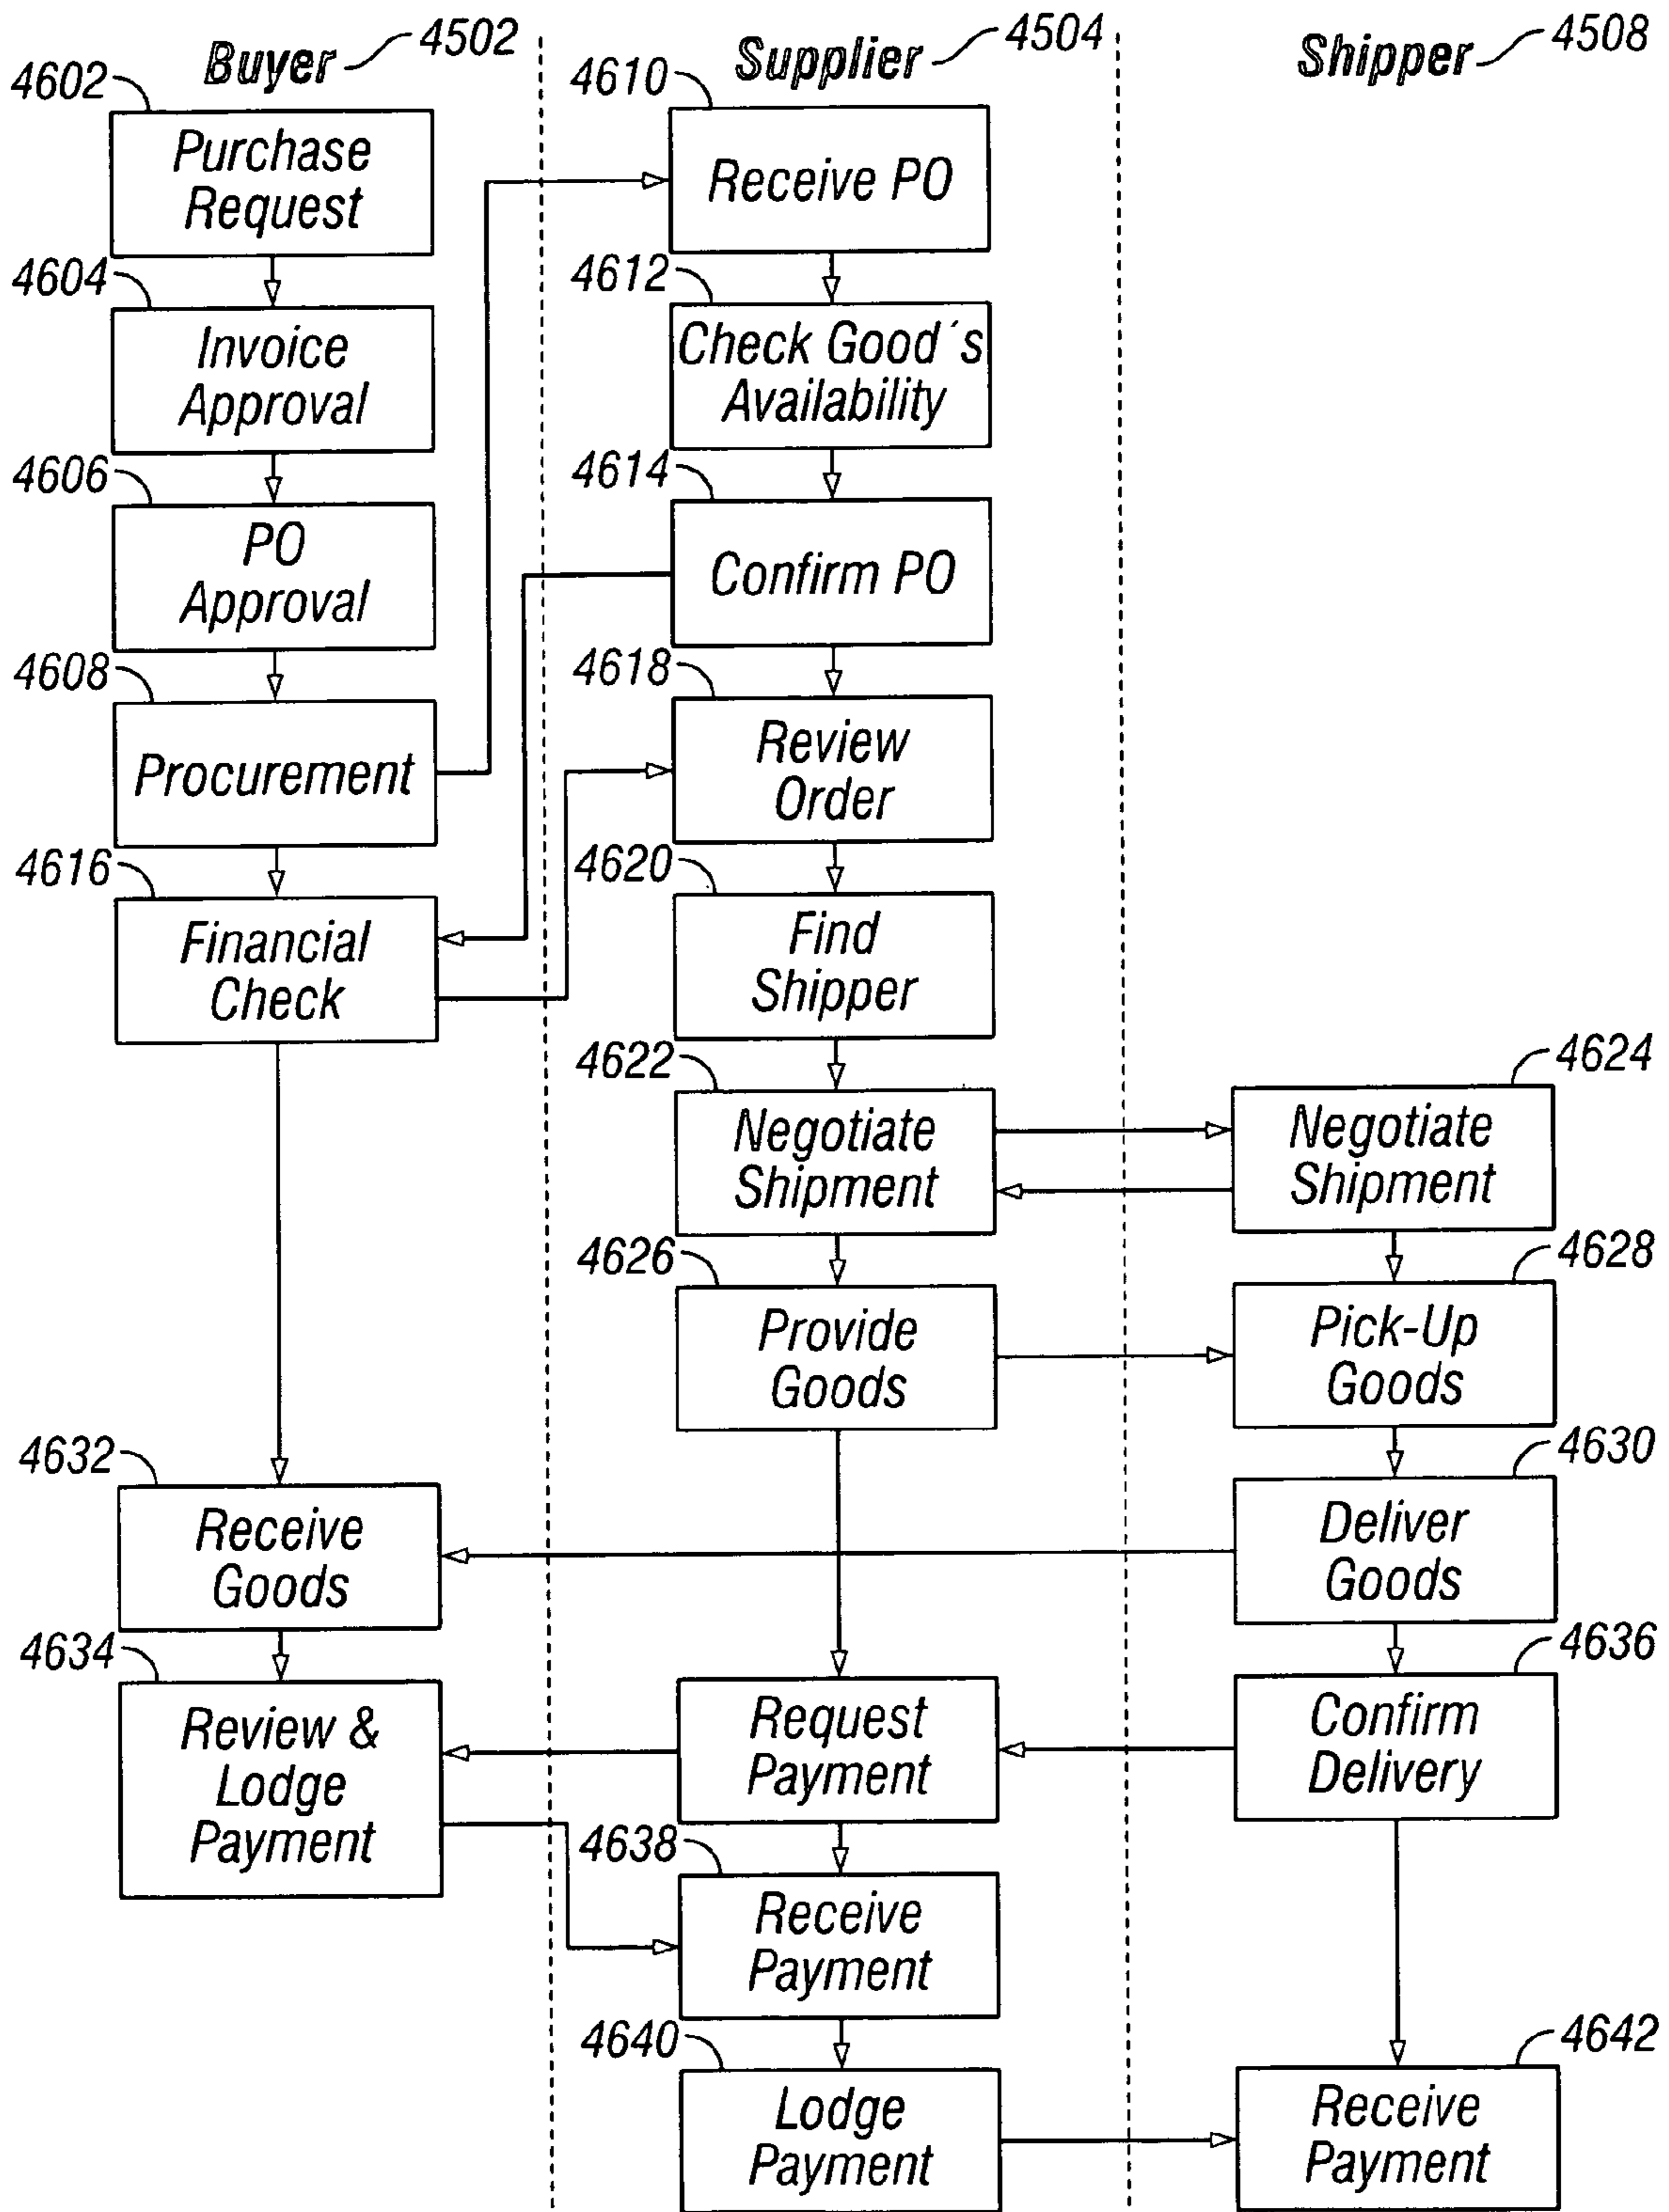 Buyer 4502
4602
Purchase
Request
4604
Invoice
Approval
4606
PO
Approval
4608
Procurement
4616
Financial
Check
4632
Receive
Goods
4634
Review &
Lodge
Payment
Supplier 4504
4610
Receive PO
4612
Check Good´s
Availability
4614
Confirm PO
4618
Review
Order
4620
Find
Shipper
4622
Negotiate
Shipment
4626
Provide
Goods
Request
Payment
4638
Receive
Payment
4640
Lodge
Payment
Shipper 4508
4624
Negotiate
Shipment
4628
Pick-Up
Goods
4630
Deliver
Goods
4636
Confirm
Delivery
4642
Receive
Payment